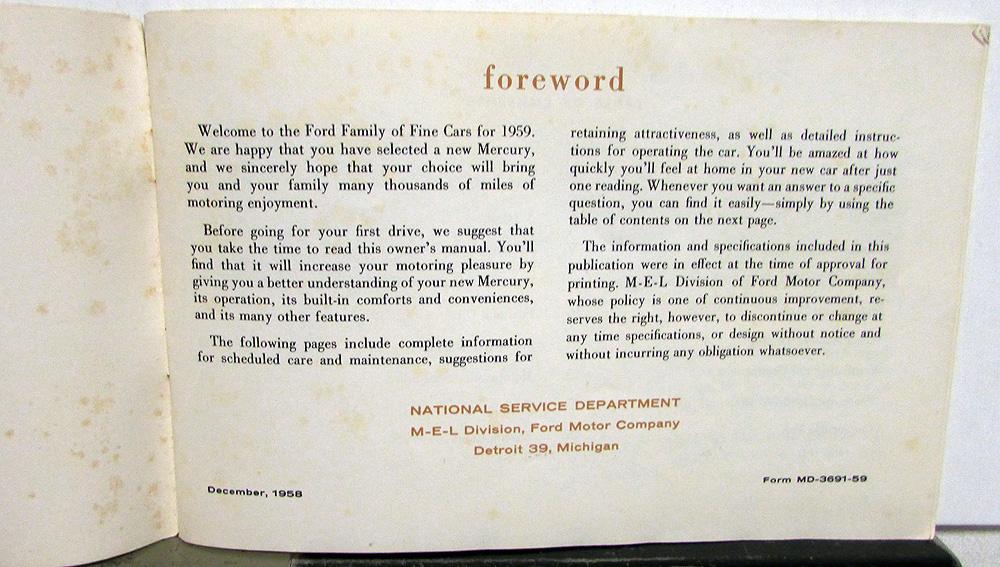 foreword
Welcome to the Ford Family of Fine Cars for 1959.
We are happy that you have selected a new Mercury,
and we sincerely hope that your choice will bring
you and your family many thousands of miles of
motoring enjoyment.
Before going for your first drive, we suggest that
you take the time to read this owner's manual. You'll
find that it will increase your motoring pleasure by
giving you a better understanding of your new Mercury,
its operation, its built-in comforts and conveniences,
and its many other features.
The following pages include complete information
for scheduled care and maintenance, suggestions for
retaining attractiveness, as well as detailed instruc-
tions for operating the car. You'll be amazed at how
quickly you'll feel at home in your new car after just
one reading. Whenever you want an answer to a specific
question, you can find it easily—simply by using the
table of contents on the next page.
The information and specifications included in this
publication were in effect at the time of approval for
printing. M-E-L Division of Ford Motor Company,
whose policy is one of continuous improvement, re-
serves the right, however, to discontinue or change at
any time specifications, or design without notice and
without incurring any obligation whatsoever.
NATIONAL SERVICE DEPARTMENT
M-E-L Division, Ford Motor Company
Detroit 39, Michigan
December, 1958
Form MD-3691-59